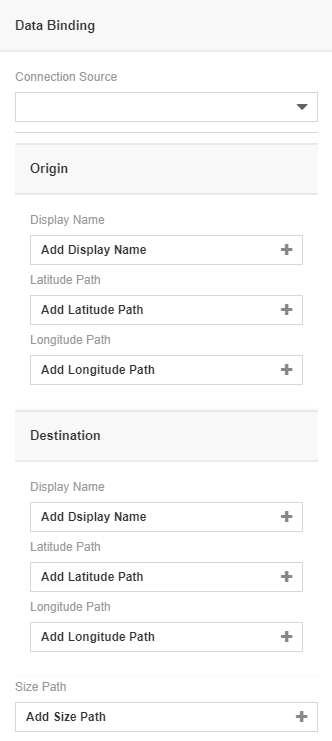 Data Binding
Connection Source
Origin
Display Name
Add Display Name
Latitude Path
Add Latitude Path
Longitude Path
Add Longitude Path
Destination
Display Name
Add Dsiplay Name
Latitude Path
Add Latitude Path
Longitude Path
Add Longitude Path
Size Path
Add Size Path